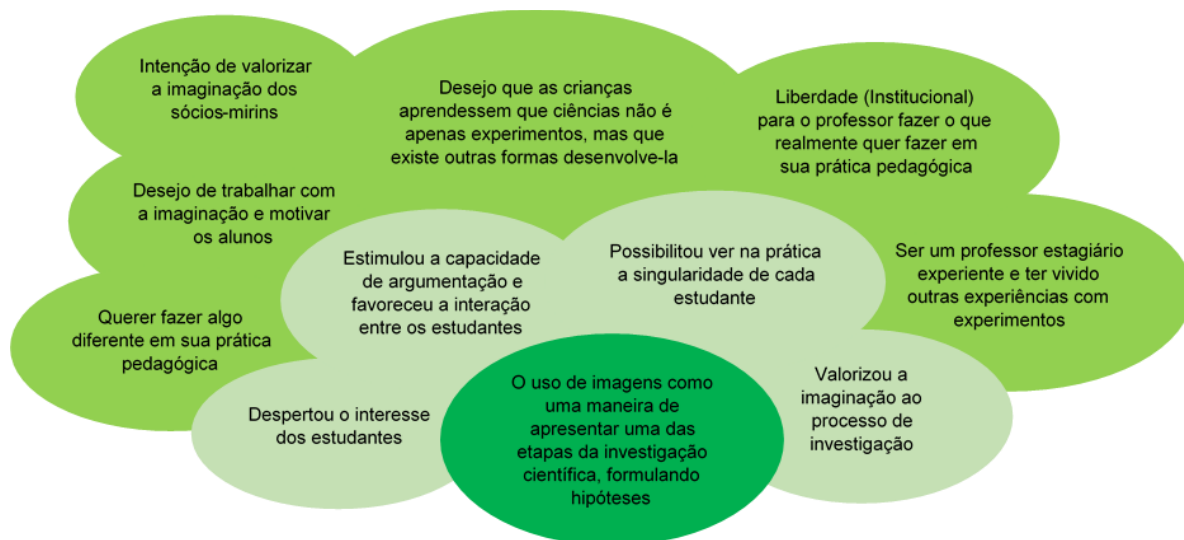 Intenção de valorizar
a imaginação dos
sócios-mirins
Desejo que as crianças
aprendessem que ciências não é
apenas experimentos, mas que
existe outras formas desenvolve-la
Liberdade (Institucional)
para o professor fazer o que
realmente quer fazer em
sua prática pedagógica
Desejo de trabalhar com
a imaginação e motivar
os alunos
Estimulou a capacidade
de argumentação e
favoreceu a interação
entre os estudantes
Possibilitou ver na prática
a singularidade de cada
estudante
Ser um professor estagiário
experiente e ter vivido
outras experiências com
experimentos
Querer fazer algo
diferente em sua prática
pedagógica
Despertou o interesse
dos estudantes
O uso de imagens como
uma maneira de
apresentar uma das
etapas da investigação
científica, formulando
hipóteses
Valorizou a
imaginação ao
processo de
investigação